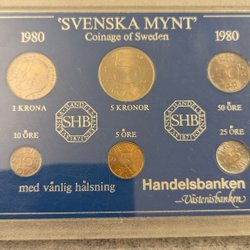 'SVENSKA MYNT'
1980 Coinage of Sweden 1980
1 KRONA 5 KRONOR 50 ÖRE
SHB SHB
10 ÖRE 5 ÖRE 25 ÖRE
med vänlig hälsning Handelsbanken
Västeråsbanken